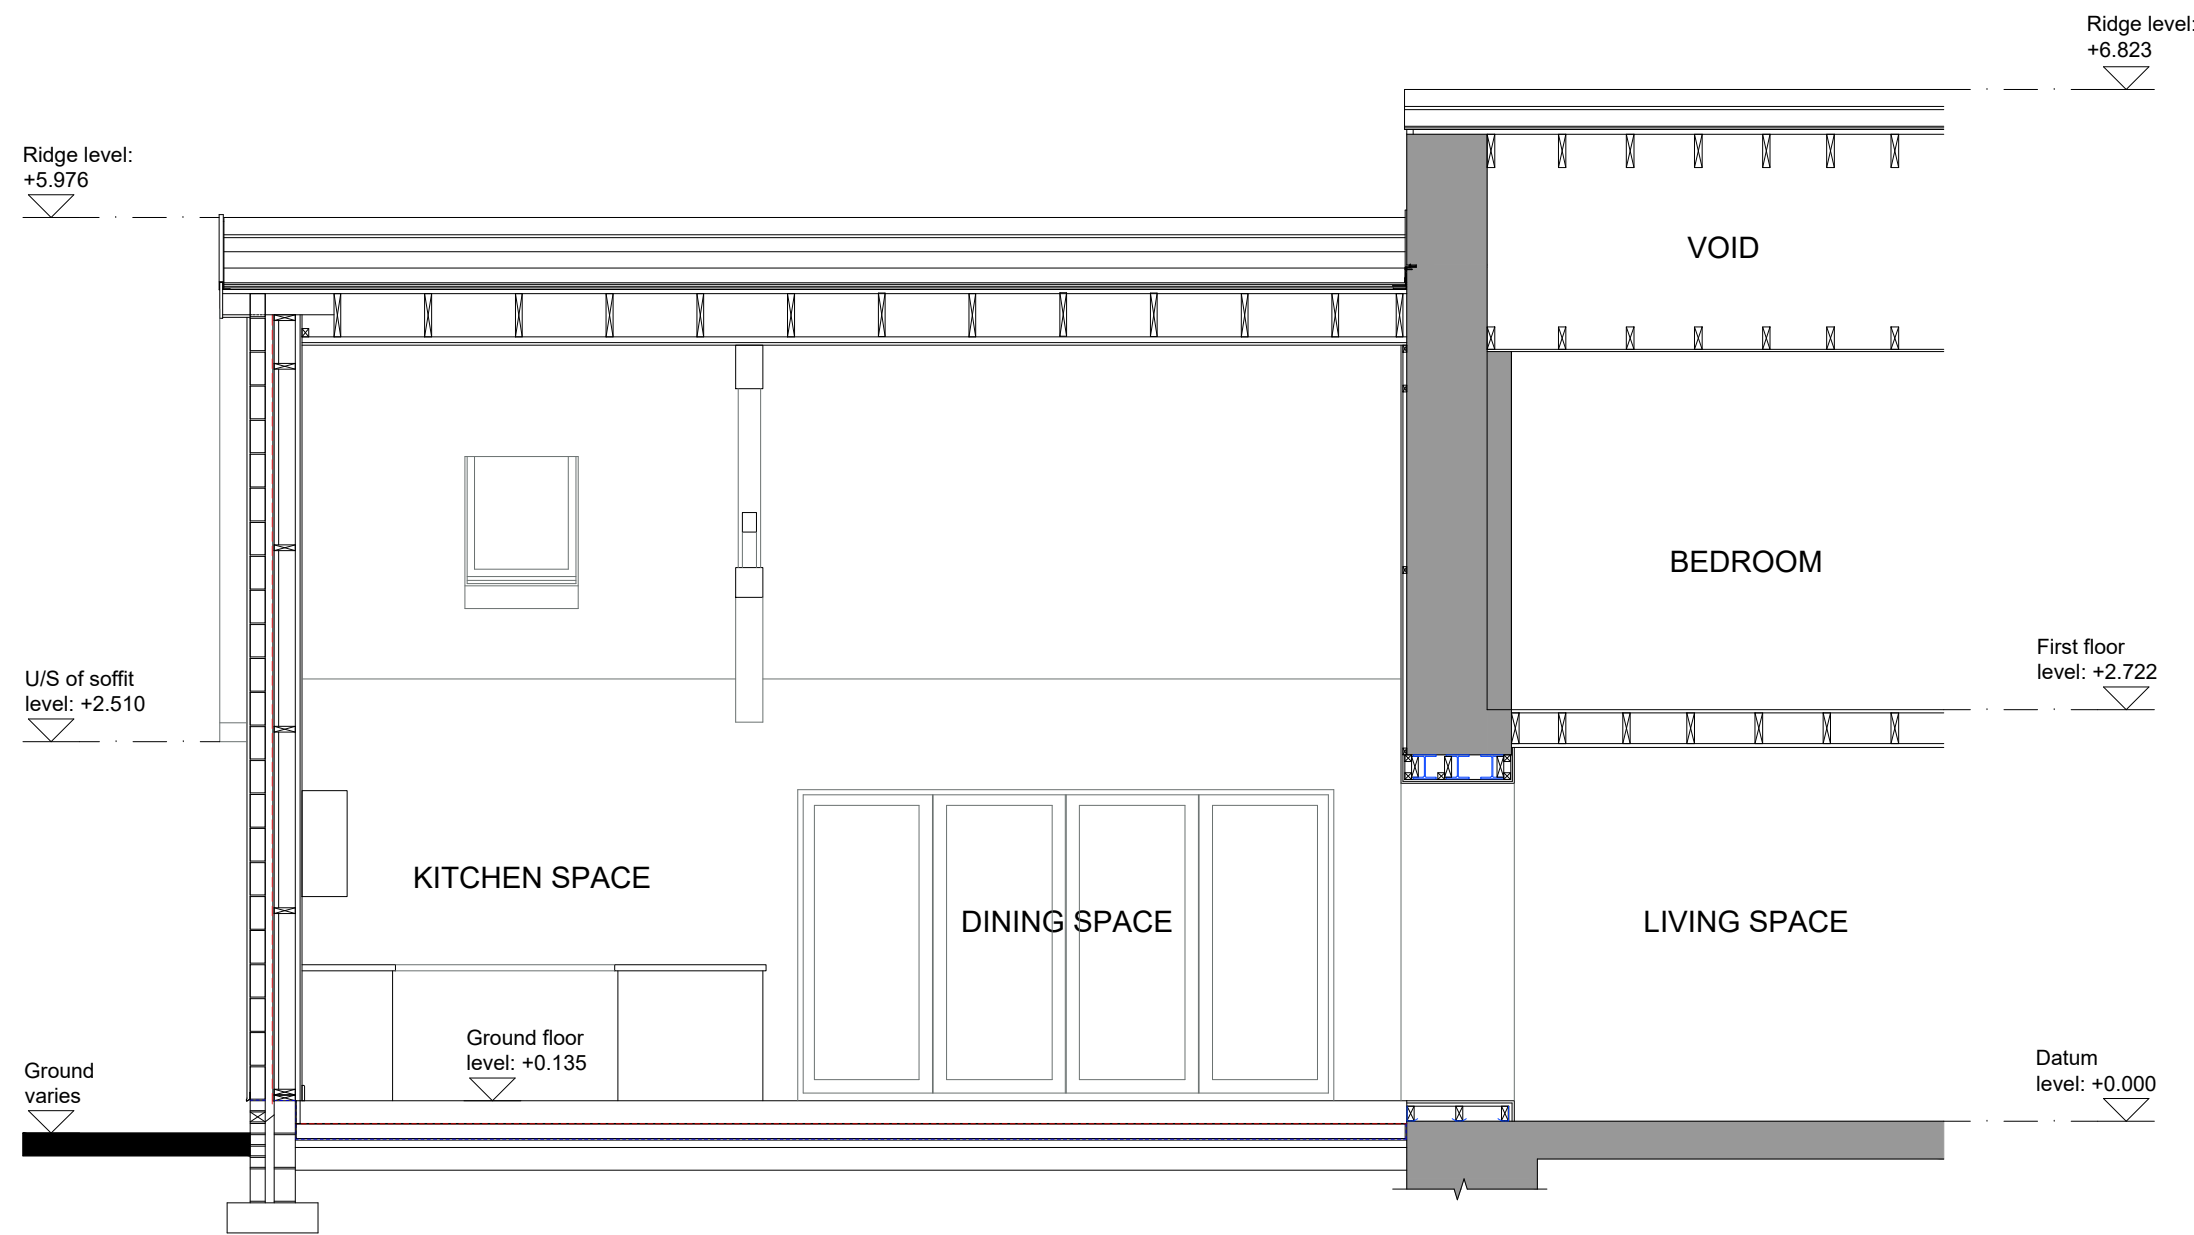 Ridge level:
+6.823
Ridge level:
+5.976
VOID
BEDROOM
First floor
level: +2.722
U/S of soffit
level: +2.510
KITCHEN SPACE
DINING SPACE
LIVING SPACE
Ground floor
level: +0.135
Ground
varies
Datum
level: +0.000